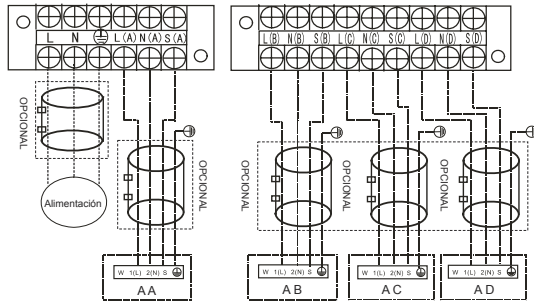 L N L(A) N(A) S(A)
L(B) N(B) S(B) L(C) N(C) S(C) L(D) N(D) S(D)
OPCIONAL
Alimentación
OPCIONAL
OPCIONAL
OPCIONAL
OPCIONAL
W 1(L) 2(N) S
AA
W 1(L) 2(N) S
AB
W 1(L) 2(N) S
AC
W 1(L) 2(N) S
AD